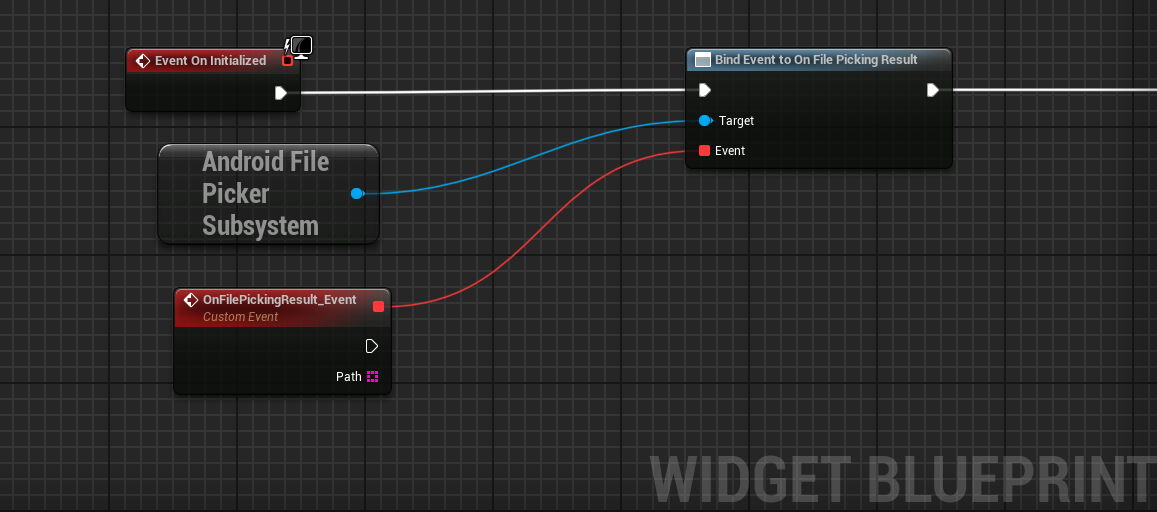 Event On Initialized
Bind Event to On File Picking Result
Target
Event
Android File
Picker
Subsystem
OnFilePickingResult_Event
Custom Event
Path
WIDGET BLUEPRINT